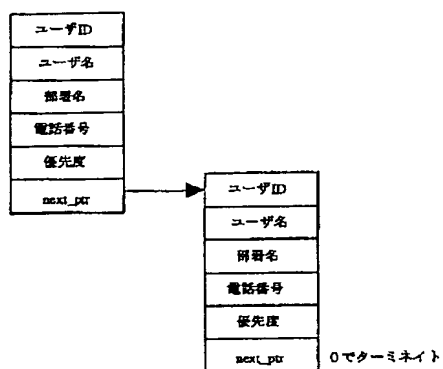 ユーザID
ユーザ名
部署名
電話番号
優先度
next_ptr
ユーザID
ユーザ名
部署名
電話番号
優先度
next_ptr 0でターミネイト